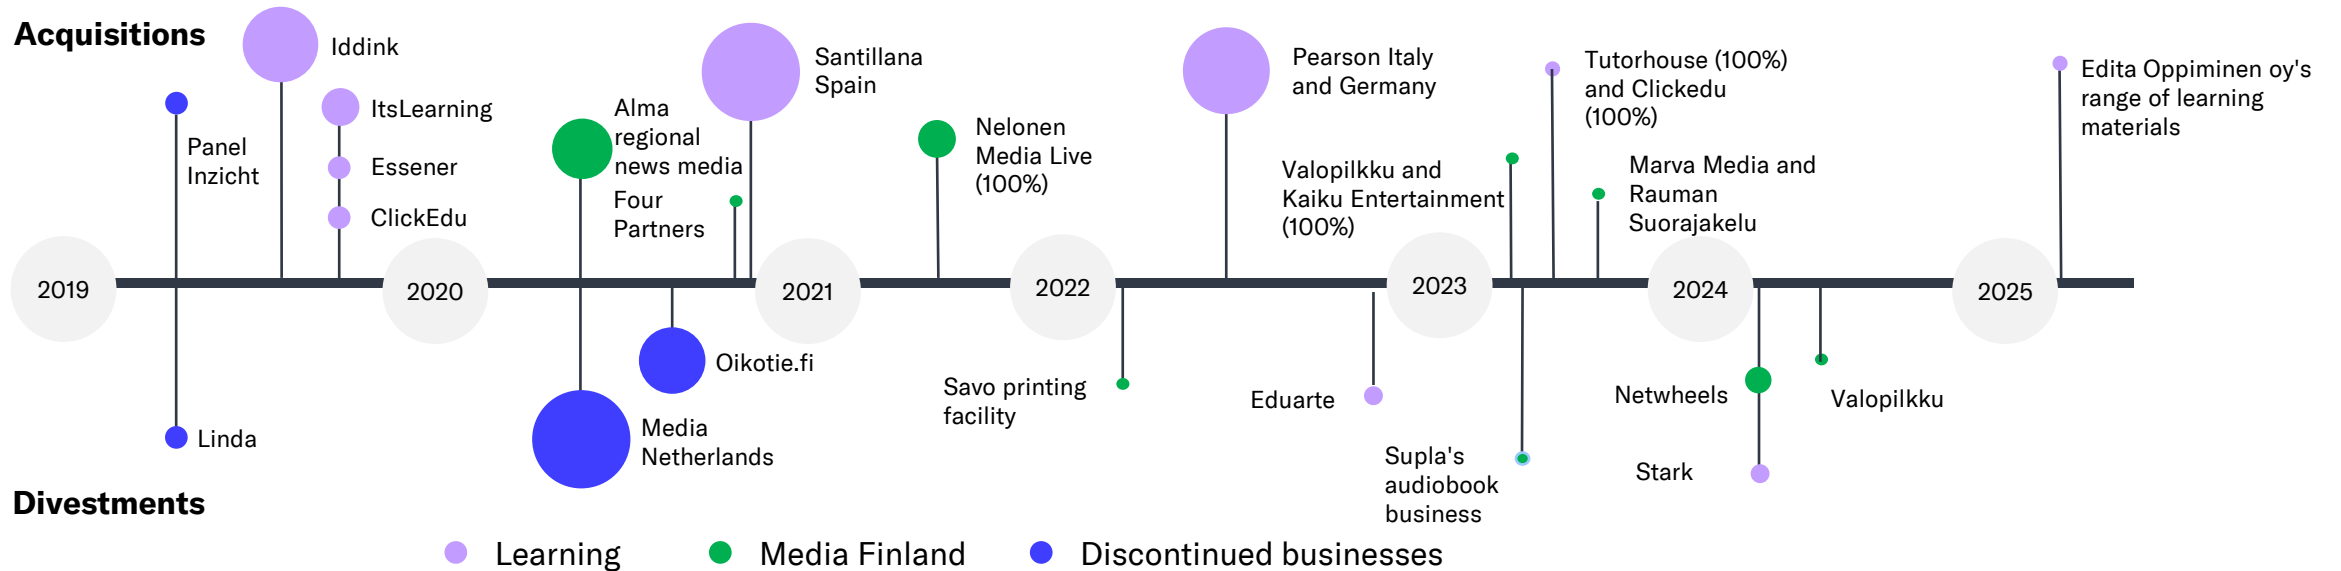 Acquisitions
Iddink
Panel
Inzicht
ItsLearning
Essener
ClickEdu
Alma
regional
news media
Four
Partners
Santillana
Spain
Nelonen
Media Live
(100%)
Pearson Italy
and Germany
Valopilkku and
Kaiku Entertainment
(100%)
Tutorhouse (100%)
and Clickedu
(100%)
Marva Media and
Rauman
Suorajakelu
Edita Oppiminen oy's
range of learning
materials
2019
2020
2021
2022
2023
2024
2025
Linda
Oikotie.fi
Media
Netherlands
Savo printing
facility
Eduarte
Supla's
audiobook
business
Netwheels
Stark
Valopilkku
Divestments
Learning
Media Finland
Discontinued businesses